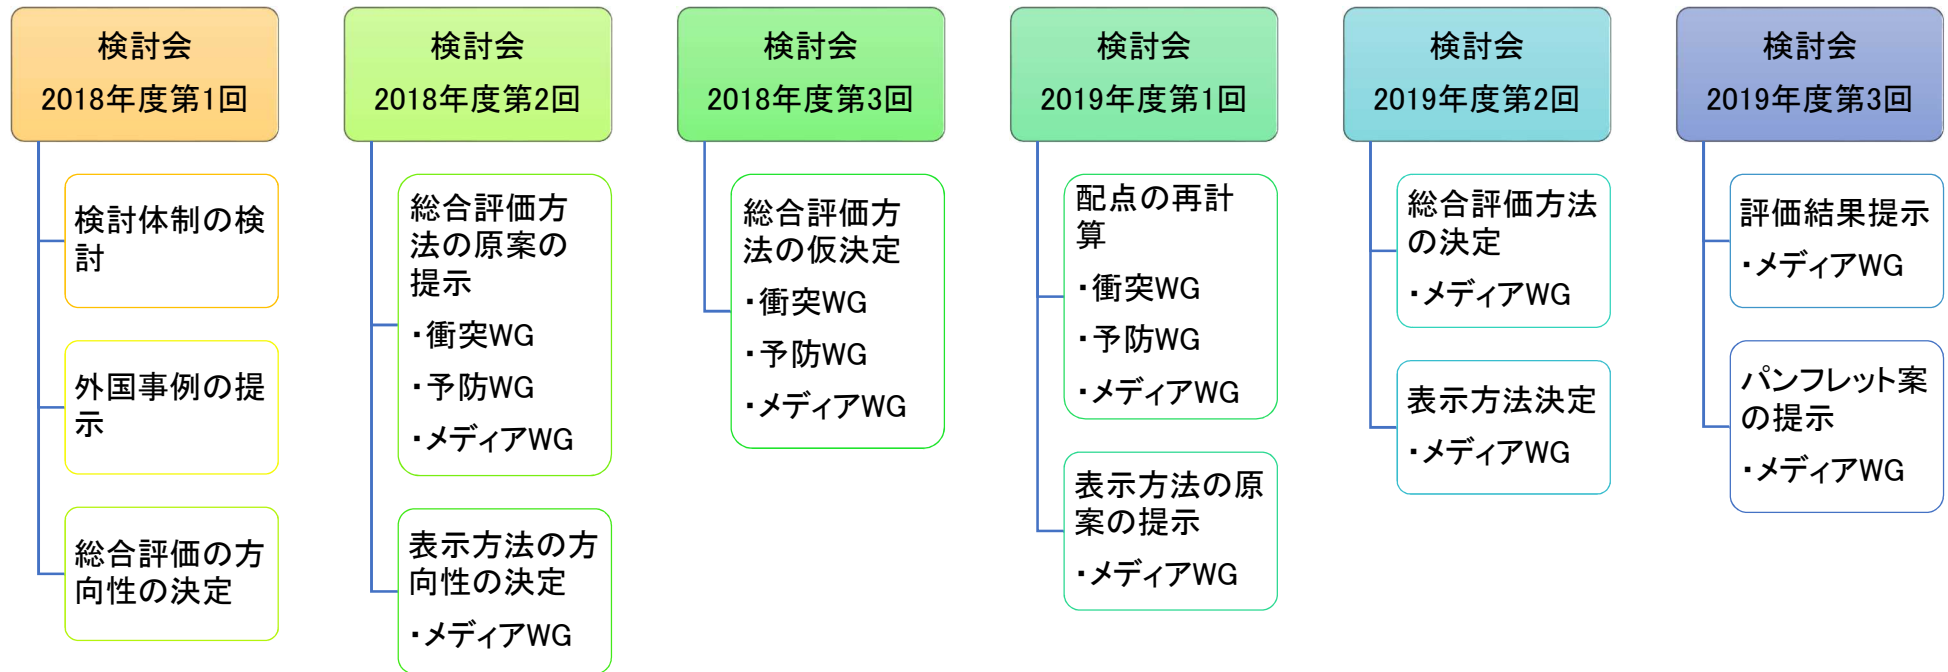 検討会
2018年度第1回
検討体制の検
討
外国事例の提
示
総合評価の方
向性の決定
検討会
2018年度第2回
総合評価方
法の原案の
提示
・衝突WG
・予防WG
・メディアWG
表示方法の方
向性の決定
・メディアWG
検討会
2018年度第3回
総合評価方
法の仮決定
・衝突WG
・予防WG
・メディアWG
検討会
2019年度第1回
配点の再計
算
・衝突WG
・予防WG
・メディアWG
表示方法の原
案の提示
・メディアWG
検討会
2019年度第2回
総合評価方法
の決定
・メディアWG
表示方法決定
・メディアWG
検討会
2019年度第3回
評価結果提示
・メディアWG
パンフレット案
の提示
・メディアWG